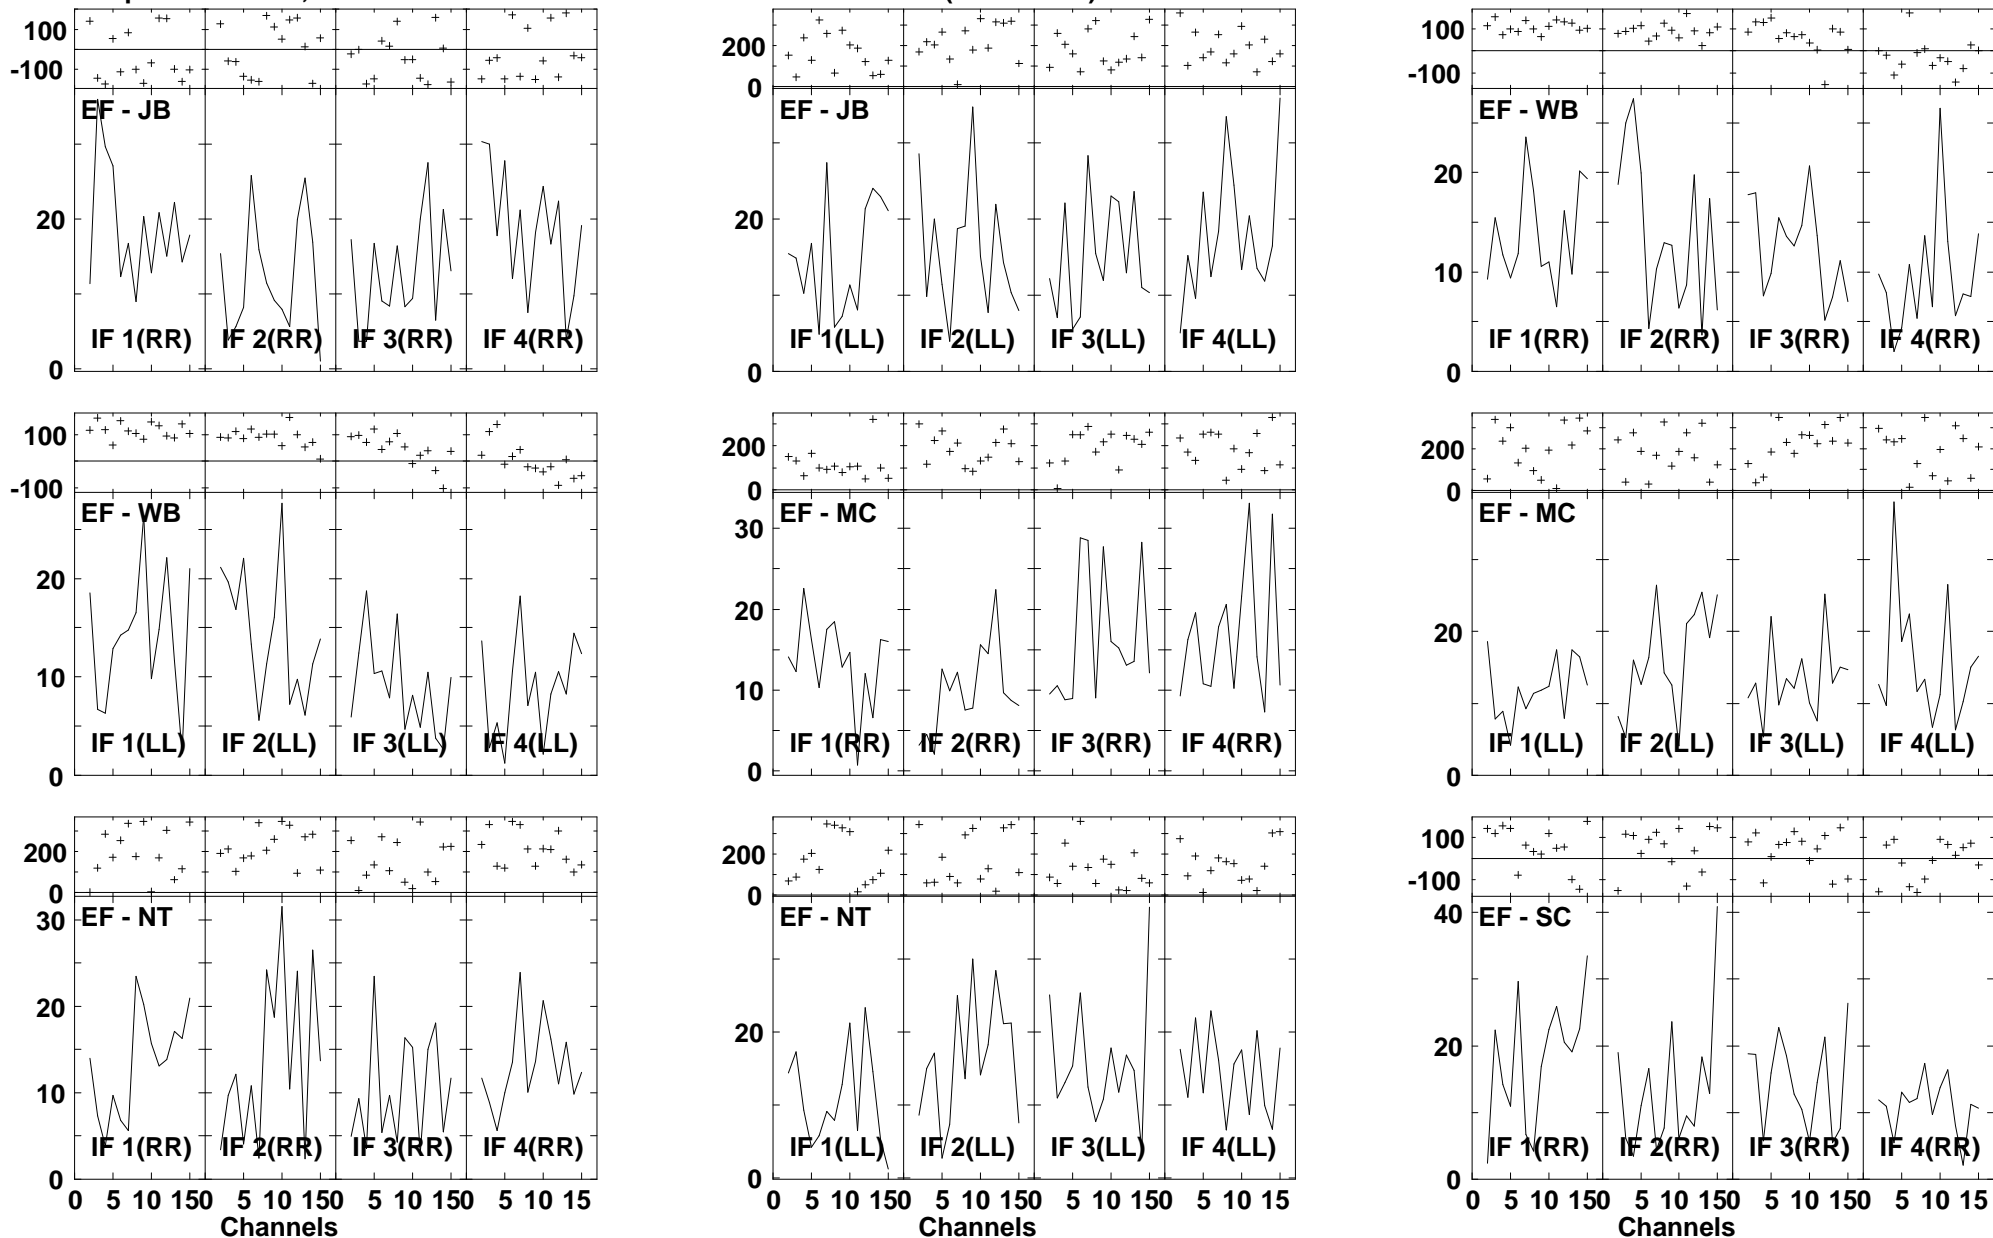 100 200 100
-100 0 -100
EF - JB EF - JB EF - WB
20 20 20
10
IF 1(RR) IF 2(RR) IF 3(RR) IF 4(RR) IF 1(LL) IF 2(LL) IF 3(LL) IF 4(LL) IF 1(RR) IF 2(RR) IF 3(RR) IF 4(RR)
0 0 0
100 200 200
-100 0 0
EF - WB EF - MC EF - MC
20 30 20
10 20
10
IF 1(LL) IF 2(LL) IF 3(LL) IF 4(LL) IF 1(RR) IF 2(RR) IF 3(RR) IF 4(RR) IF 1(LL) IF 2(LL) IF 3(LL) IF 4(LL)
0 0 0
200 200 100
0 0 -100
EF - NT EF - NT EF - SC
30 20 40
20 20
10
IF 1(RR) IF 2(RR) IF 3(RR) IF 4(RR) IF 1(LL) IF 2(LL) IF 3(LL) IF 4(LL) IF 1(RR) IF 2(RR) IF 3(RR) IF 4(RR)
0 0 0
0 5 10 150 5 10 150 5 10 150 5 10 15 0 5 10 150 5 10 150 5 10 150 5 10 15 0 5 10 150 5 10 150 5 10 150 5 10 15
Channels Channels Channels